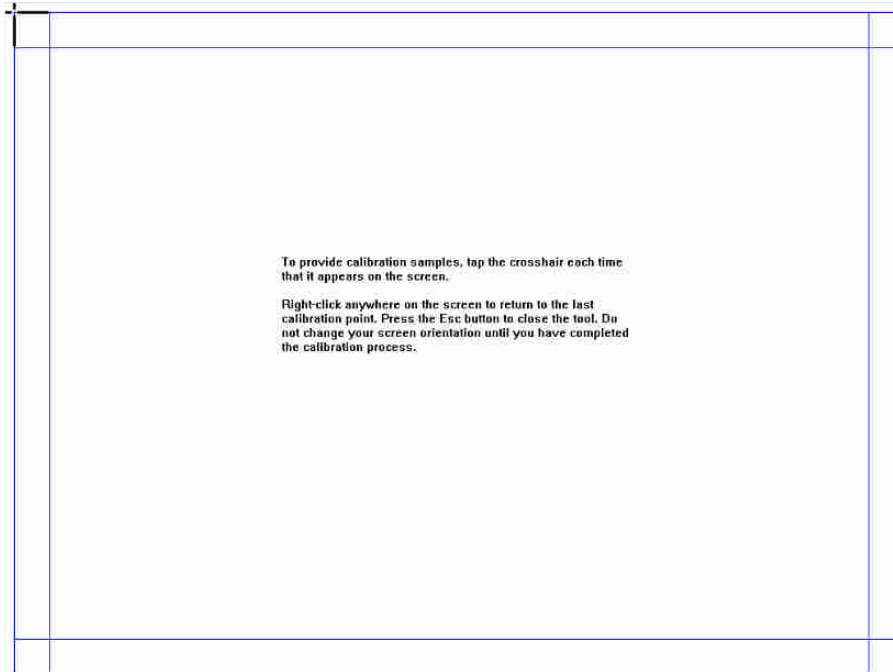 To provide calibration samples, tap the crosshair each time
that it appears on the screen.
Right-click anywhere on the screen to return to the last
calibration point. Press the Esc button to close the tool. Do
not change your screen orientation until you have completed
the calibration process.